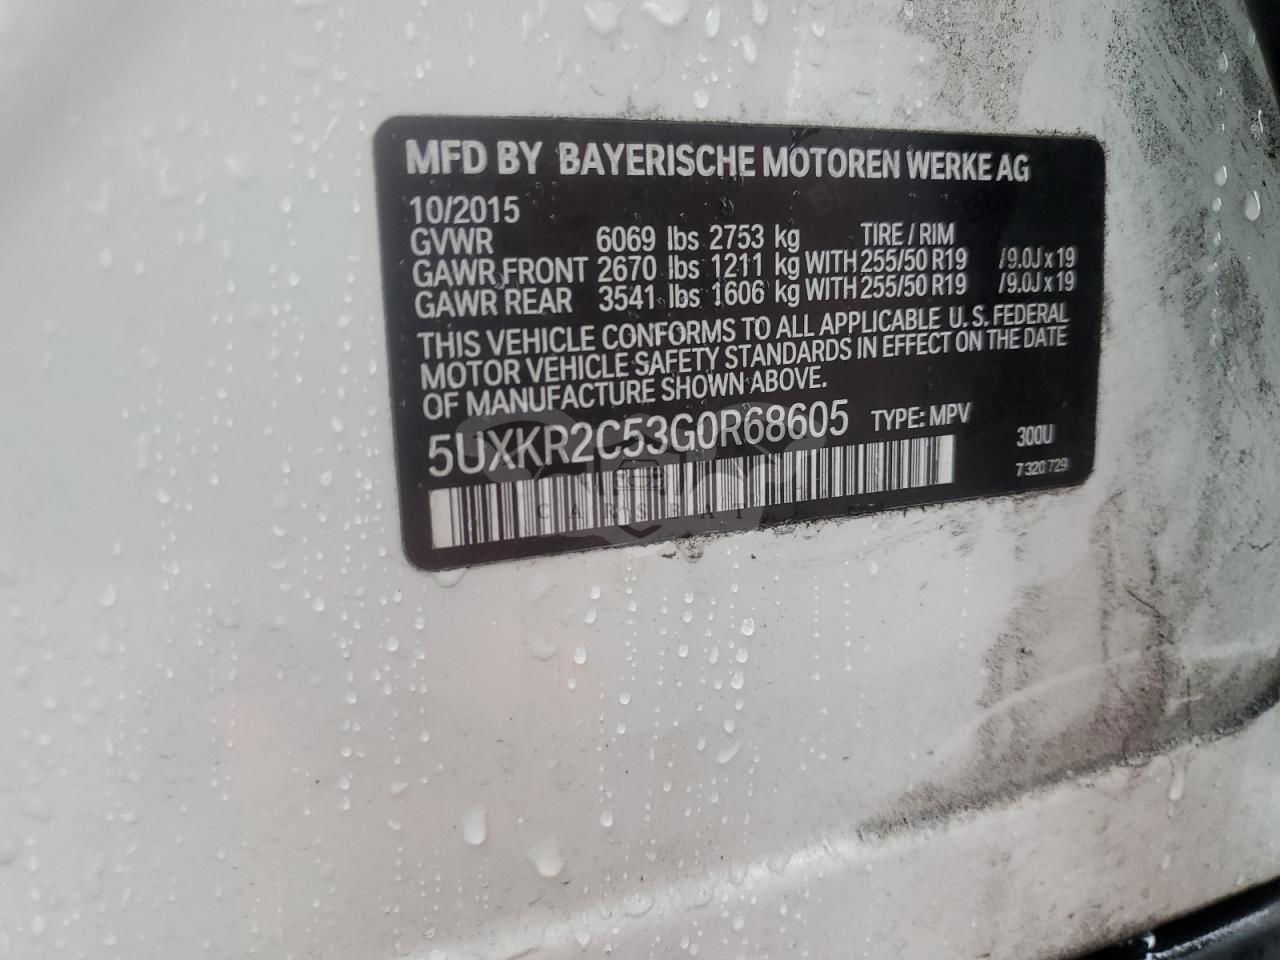 MFD BY BAYERISCHE MOTOREN WERKE AG
10/2015
GVWR 6069 lbs 2753 kg TIRE / RIM
GAWR FRONT 2670 lbs 1211 kg WITH 255/50 R19 / 9.0J x 19
GAWR REAR 3541 lbs 1606 kg WITH 255/50 R19 / 9.0J x 19
THIS VEHICLE CONFORMS TO ALL APPLICABLE U.S. FEDERAL
MOTOR VEHICLE SAFETY STANDARDS IN EFFECT ON THE DATE
OF MANUFACTURE SHOWN ABOVE.
5UXKR2C53G0R68605 TYPE: MPV
300U
7 320 729